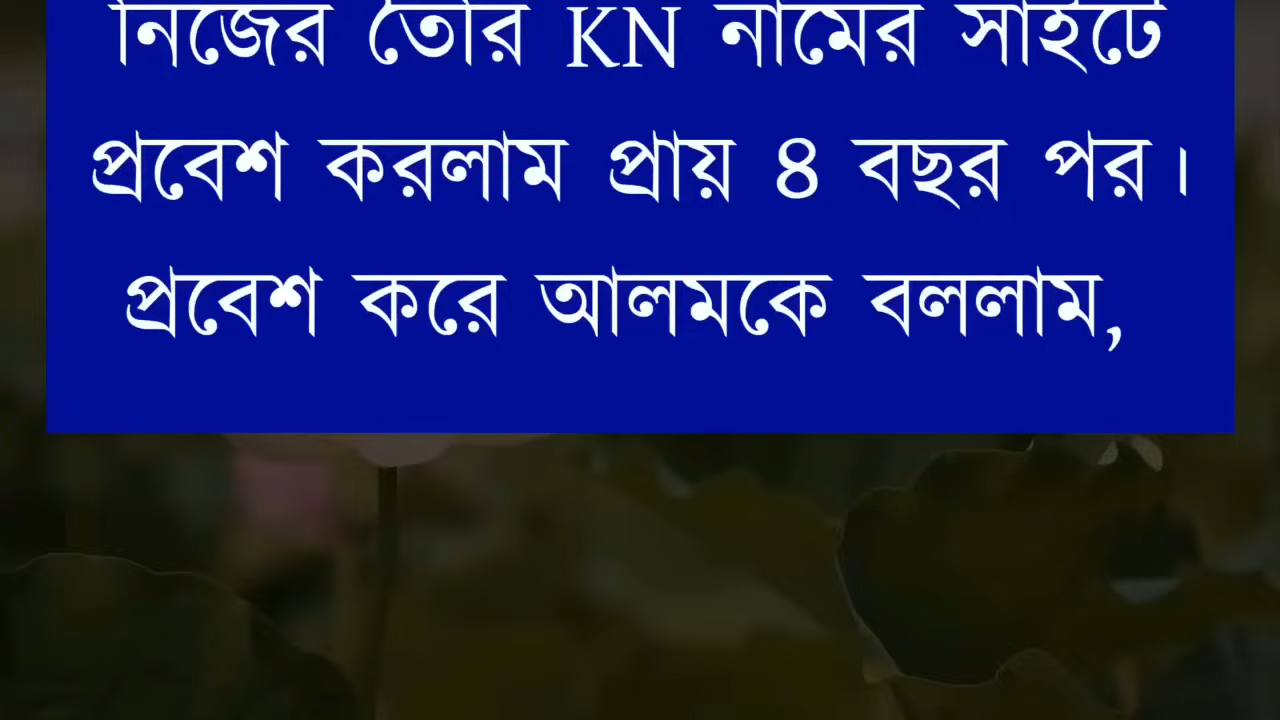 নিজের তৈরি KN নামের সাইটে
প্রবেশ করলাম প্রায় ৪ বছর পর।
প্রবেশ করে আলমকে বললাম,